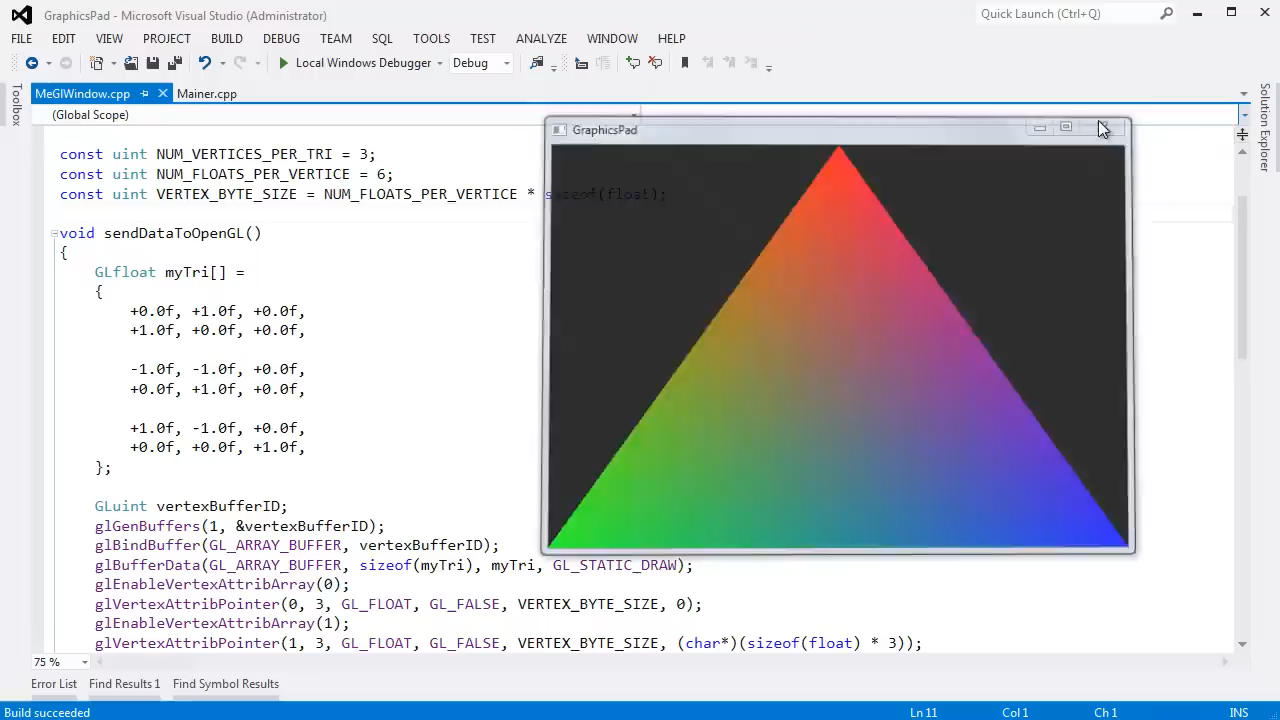 GraphicsPad - Microsoft Visual Studio (Administrator)
Quick Launch (Ctrl+Q)
FILE EDIT VIEW PROJECT BUILD DEBUG TEAM SQL TOOLS TEST ANALYZE WINDOW HELP
Local Windows Debugger Debug
MeGlWindow.cpp Mainer.cpp
Toolbox
Solution Explorer
(Global Scope)
GraphicsPad
const uint NUM_VERTICES_PER_TRI = 3;
const uint NUM_FLOATS_PER_VERTICE = 6;
const uint VERTEX_BYTE_SIZE = NUM_FLOATS_PER_VERTICE * sizeof(float);
void sendDataToOpenGL()
{
GLfloat myTri[] =
{
+0.0f, +1.0f, +0.0f,
+1.0f, +0.0f, +0.0f,
-1.0f, -1.0f, +0.0f,
+0.0f, +1.0f, +0.0f,
+1.0f, -1.0f, +0.0f,
+0.0f, +0.0f, +1.0f,
};
GLuint vertexBufferID;
glGenBuffers(1, &vertexBufferID);
glBindBuffer(GL_ARRAY_BUFFER, vertexBufferID);
glBufferData(GL_ARRAY_BUFFER, sizeof(myTri), myTri, GL_STATIC_DRAW);
glEnableVertexAttribArray(0);
glVertexAttribPointer(0, 3, GL_FLOAT, GL_FALSE, VERTEX_BYTE_SIZE, 0);
glEnableVertexAttribArray(1);
glVertexAttribPointer(1, 3, GL_FLOAT, GL_FALSE, VERTEX_BYTE_SIZE, (char*)(sizeof(float) * 3));
75 %
Error List Find Results 1 Find Symbol Results
Build succeeded Ln 11 Col 1 Ch 1 INS